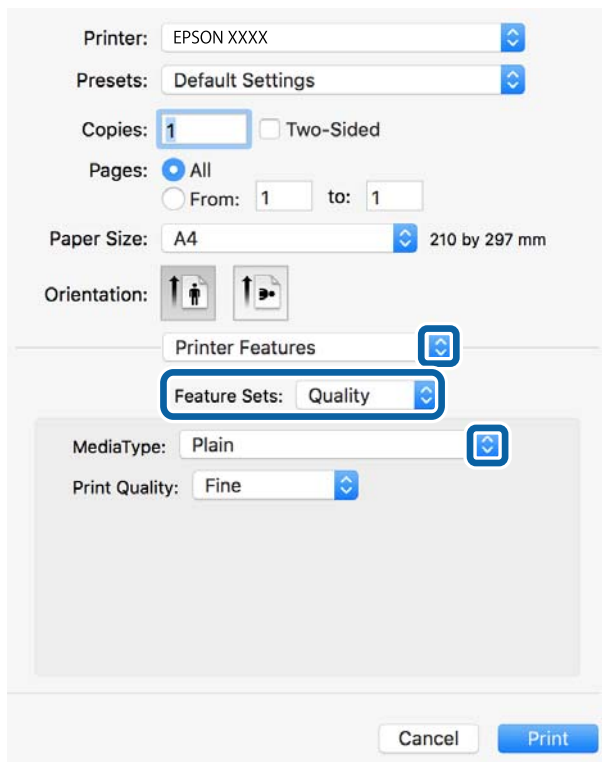 Printer: EPSON XXXX
Presets: Default Settings
Copies: 1 Two-Sided
Pages: All
From: 1 to: 1
Paper Size: A4 210 by 297 mm
Orientation:
Printer Features
Feature Sets: Quality
MediaType: Plain
Print Quality: Fine
Cancel Print